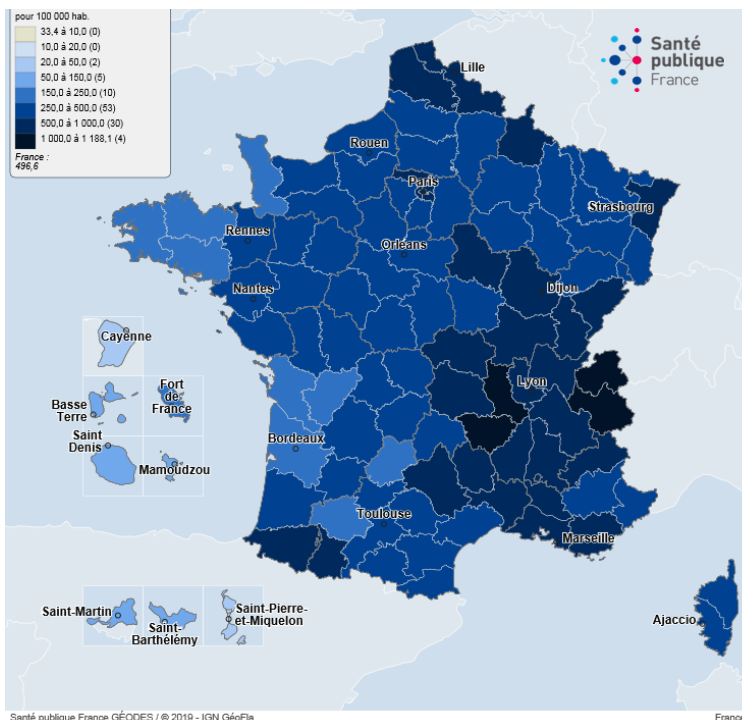 pour 100 000 hab.
33,4 à 10,0 (0)
10,0 à 20,0 (0)
20,0 à 50,0 (2)
50,0 à 150,0 (5)
150,0 à 250,0 (10)
250,0 à 500,0 (53)
500,0 à 1 000,0 (30)
1 000,0 à 1 188,1 (4)
France :
496,6
Santé
publique
France
Lille
Rouen
Paris
Strasbourg
Rennes
Orléans
Nantes
Dijon
Cayenne
Lyon
Fort
de
France
Basse
Terre
Saint
Denis
Mamoudzou
Bordeaux
Toulouse
Marseille
Saint-Martin
Saint-
Barthélémy
Saint-Pierre-
et-Miquelon
Ajaccio
Santé publique France GÉODES / © 2019 - IGN GéoFla
France